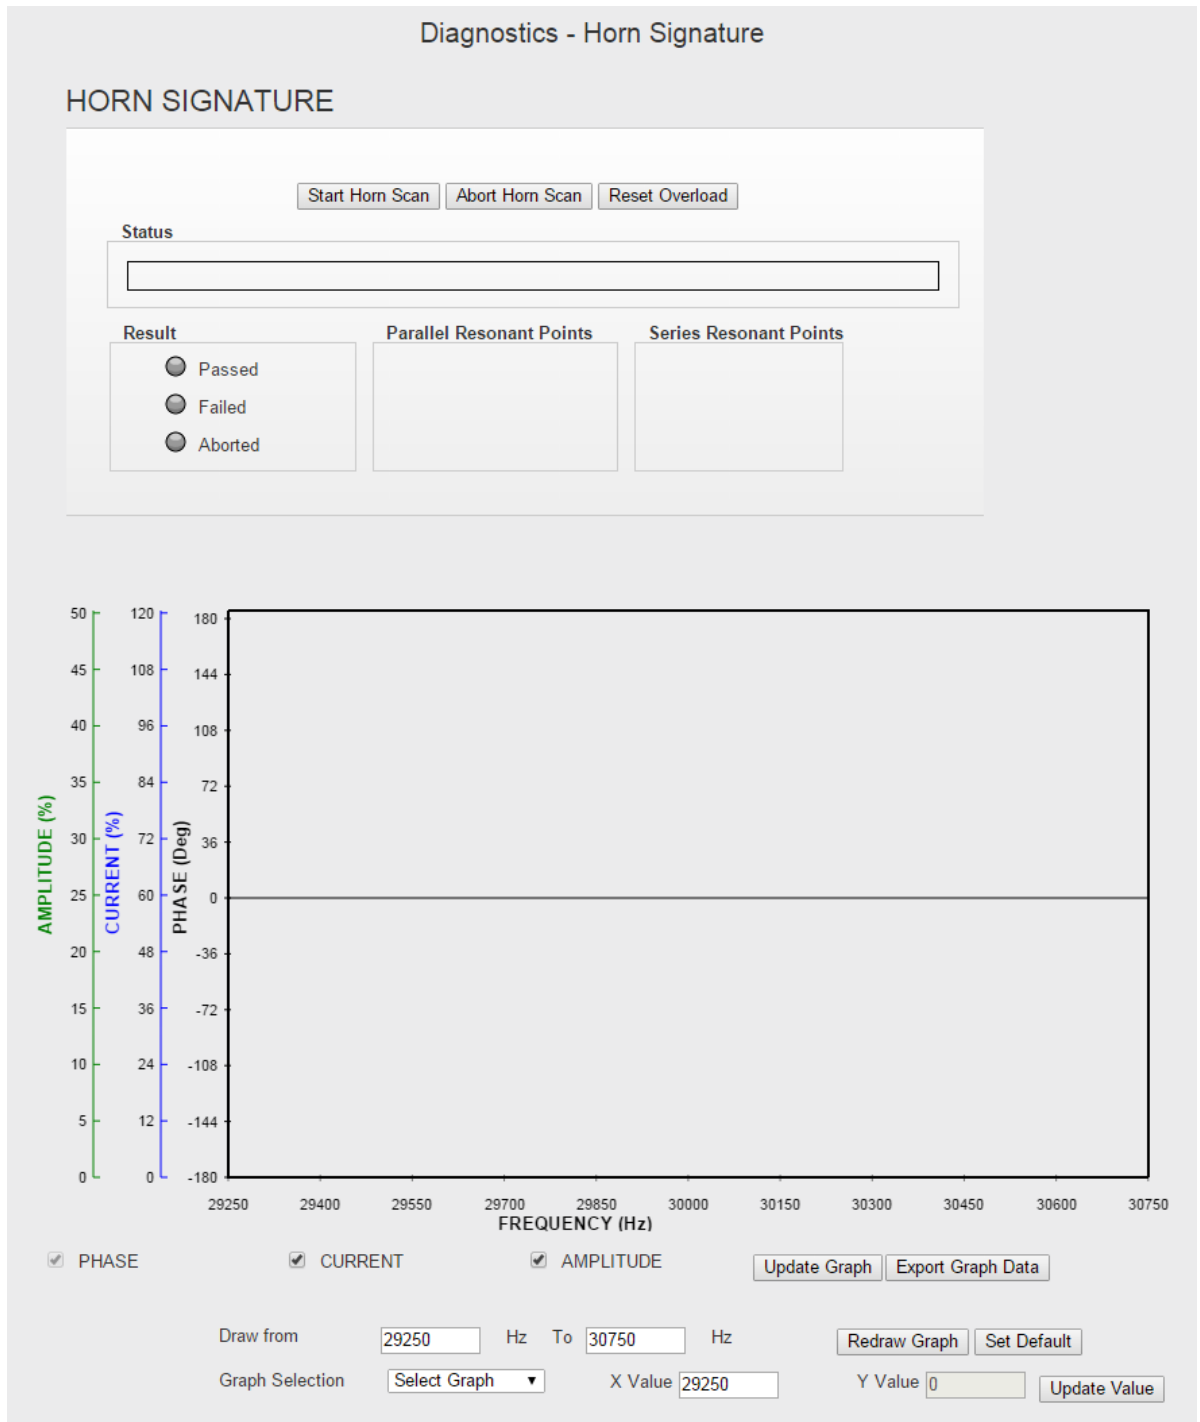 Diagnostics - Horn Signature
HORN SIGNATURE
Start Horn Scan Abort Horn Scan Reset Overload
Status
Result Parallel Resonant Points Series Resonant Points
Passed
Failed
Aborted
50 120 180
45 108 144
40 96 108
35 84 72
30 72 36
25 60 0
20 48 -36
15 36 -72
10 24 -108
5 12 -144
0 0 -180
AMPLITUDE (%)
CURRENT (%)
PHASE (Deg)
29250 29400 29550 29700 29850 30000 30150 30300 30450 30600 30750
FREQUENCY (Hz)
PHASE CURRENT AMPLITUDE Update Graph Export Graph Data
Draw from 29250 Hz To 30750 Hz Redraw Graph Set Default
Graph Selection Select Graph X Value 29250 Y Value 0 Update Value